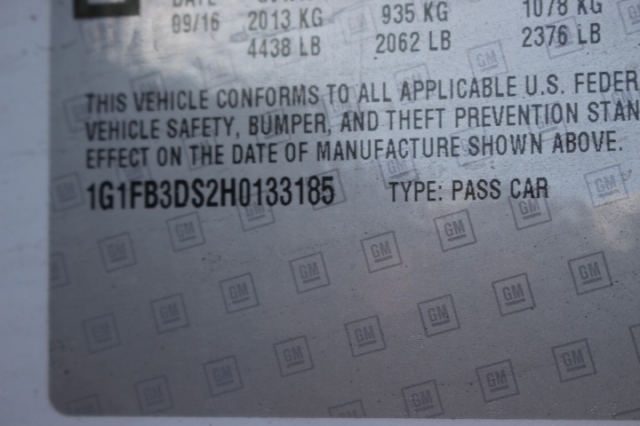 DATE
09/16 2013 KG 935 KG 1078 KG
4438 LB 2062 LB 2376 LB
THIS VEHICLE CONFORMS TO ALL APPLICABLE U.S. FEDER
VEHICLE SAFETY, BUMPER, AND THEFT PREVENTION STAN
EFFECT ON THE DATE OF MANUFACTURE SHOWN ABOVE.
1G1FB3DS2H0133185 TYPE: PASS CAR
GM